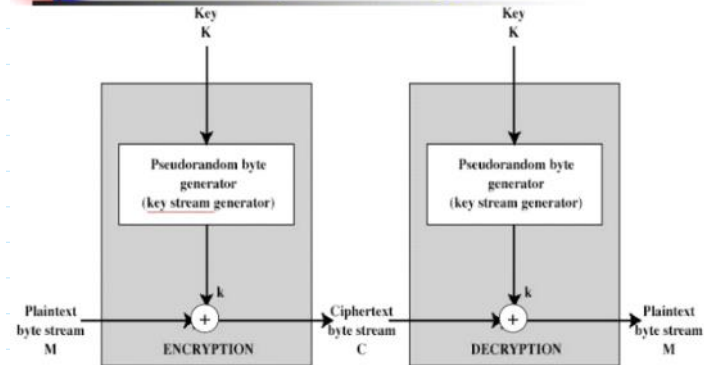 Key
K
Key
K
Pseudorandom byte
generator
(key stream generator)
Pseudorandom byte
generator
(key stream generator)
k
k
Plaintext
byte stream
M
ENCRYPTION
Ciphertext
byte stream
C
DECRYPTION
Plaintext
byte stream
M
+
+